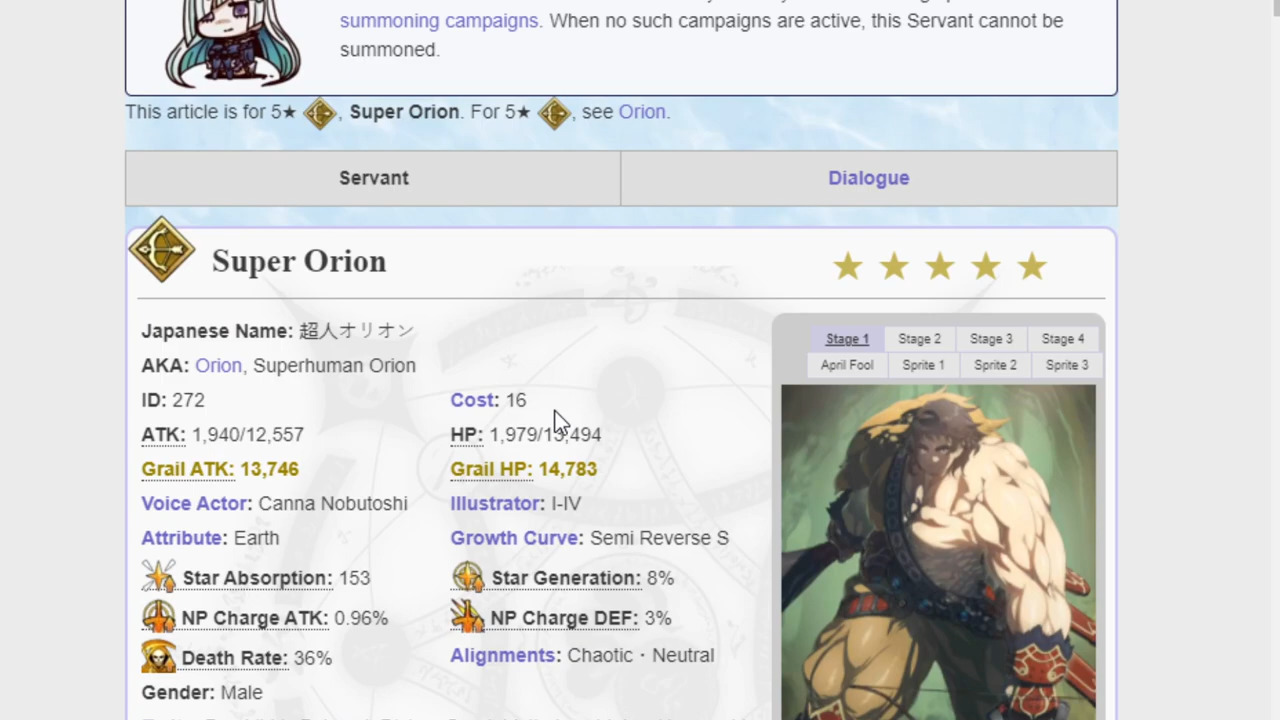 summoning campaigns. When no such campaigns are active, this Servant cannot be
summoned.
This article is for 5★ , Super Orion. For 5★ , see Orion.
Servant Dialogue
Super Orion ★ ★ ★ ★ ★
Japanese Name: 超人オリオン
AKA: Orion, Superhuman Orion
ID: 272 Cost: 16
ATK: 1,940/12,557 HP: 1,979/13,494
Grail ATK: 13,746 Grail HP: 14,783
Voice Actor: Canna Nobutoshi Illustrator: I-IV
Attribute: Earth Growth Curve: Semi Reverse S
Star Absorption: 153 Star Generation: 8%
NP Charge ATK: 0.96% NP Charge DEF: 3%
Death Rate: 36% Alignments: Chaotic・Neutral
Gender: Male
Stage 1 Stage 2 Stage 3 Stage 4
April Fool Sprite 1 Sprite 2 Sprite 3